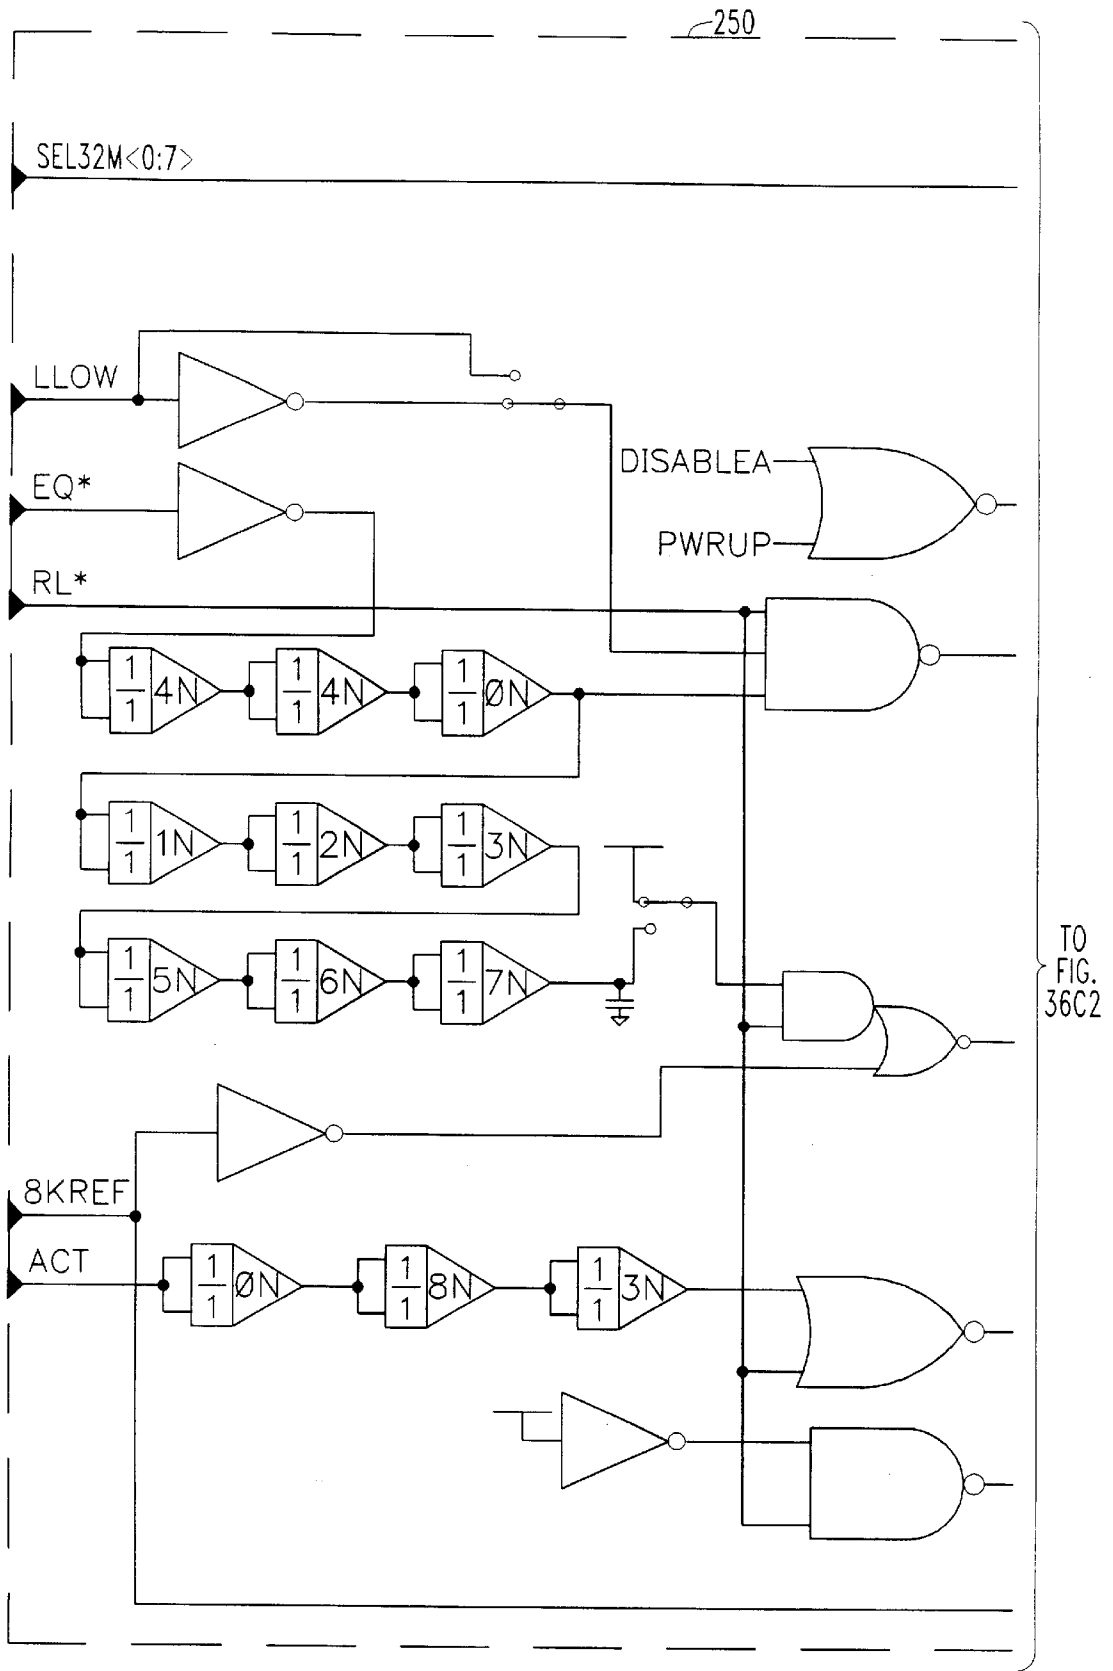 250
SEL32M<0:7>
LLOW
EQ*
DISABLEA
PWRUP
RL*
1/1 4N 1/1 4N 1/1 ØN
1/1 1N 1/1 2N 1/1 3N
1/1 5N 1/1 6N 1/1 7N
TO
FIG.
36C2
8KREF
ACT
1/1 ØN 1/1 8N 1/1 3N